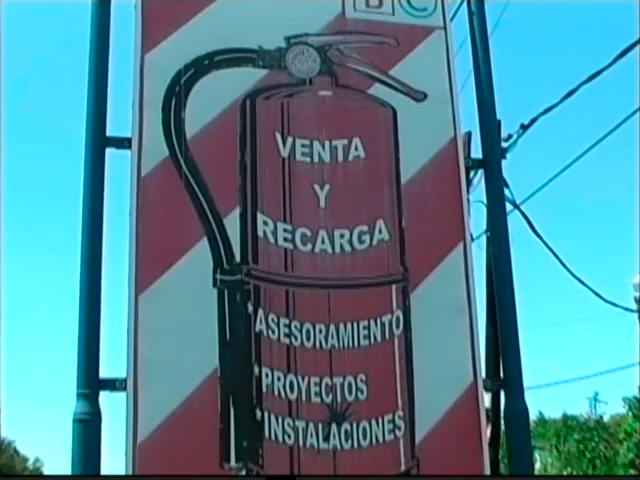 B C
VENTA
Y
RECARGA
*ASESORAMIENTO
*PROYECTOS
*INSTALACIONES